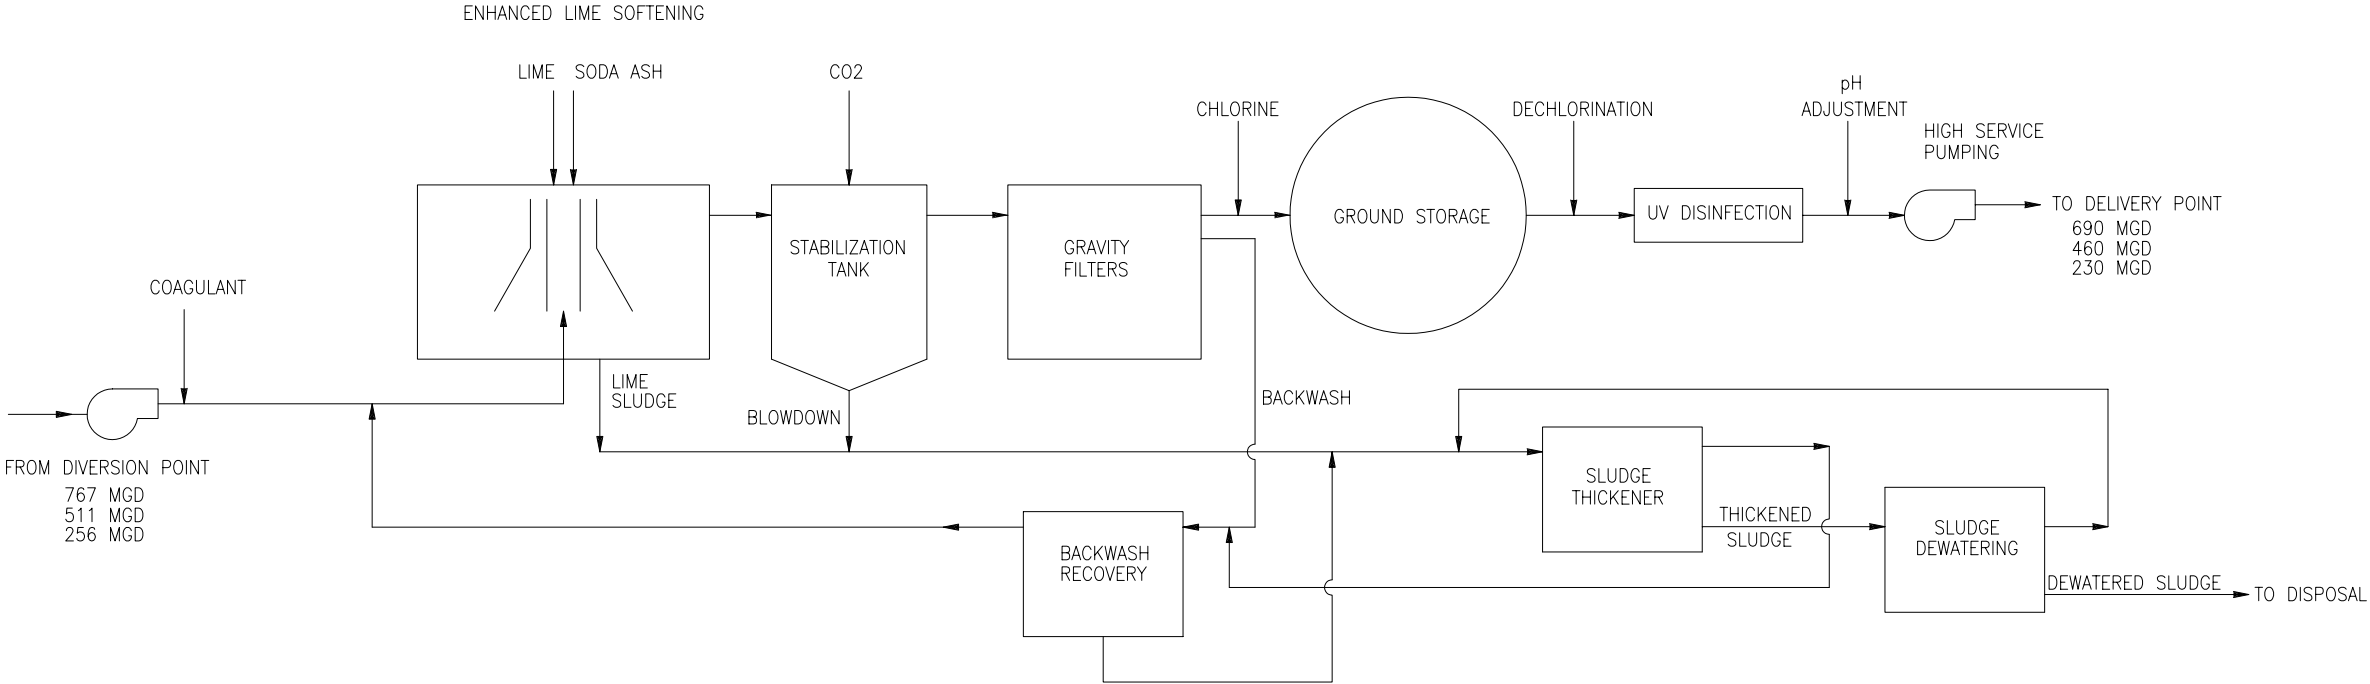 ENHANCED LIME SOFTENING
LIME SODA ASH
CO2
CHLORINE
DECHLORINATION
pH
ADJUSTMENT
HIGH SERVICE
PUMPING
STABILIZATION
TANK
GRAVITY
FILTERS
GROUND STORAGE
UV DISINFECTION
TO DELIVERY POINT
690 MGD
460 MGD
230 MGD
COAGULANT
LIME
SLUDGE
BLOWDOWN
BACKWASH
FROM DIVERSION POINT
767 MGD
511 MGD
256 MGD
SLUDGE
THICKENER
THICKENED
SLUDGE
SLUDGE
DEWATERING
BACKWASH
RECOVERY
DEWATERED SLUDGE
TO DISPOSAL